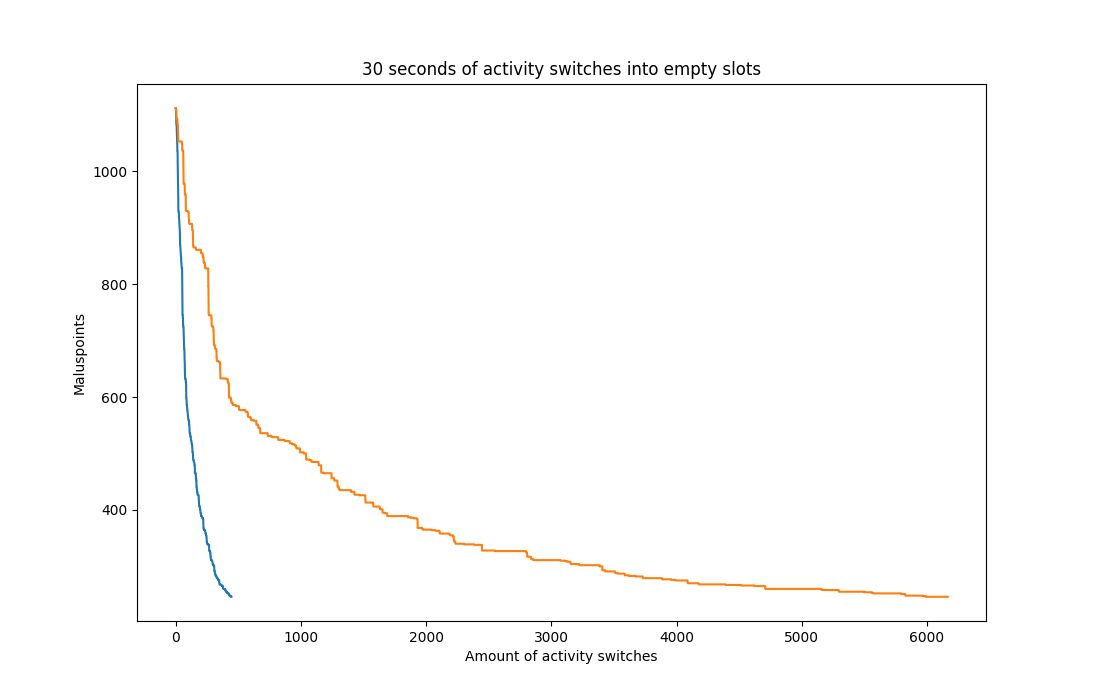 30 seconds of activity switches into empty slots
1000
800
600
400
Maluspoints
0 1000 2000 3000 4000 5000 6000
Amount of activity switches